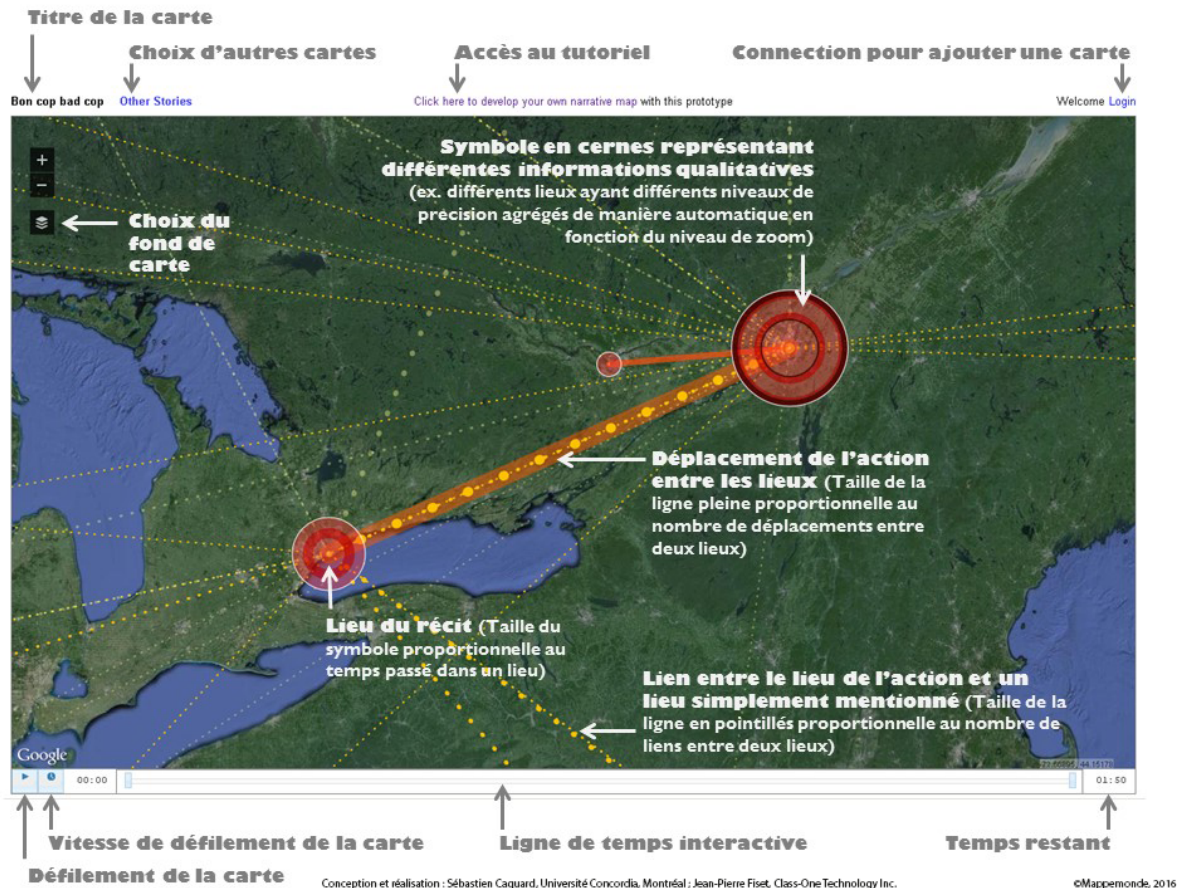 Titre de la carte
Choix d'autres cartes
Accès au tutoriel
Connection pour ajouter une carte
Bon cop bad cop
Other Stories
Click here to develop your own narrative map with this prototype
Welcome Login
+
−
Choix du
fond de
carte
Symbole en cernes représentant
différentes informations qualitatives
(ex. différents lieux ayant différents niveaux de
précision agrégés de manière automatique en
fonction du niveau de zoom)
Déplacement de l'action
entre les lieux (Taille de la
ligne pleine proportionnelle au
nombre de déplacements entre
deux lieux)
Lieu du récit (Taille du
symbole proportionnelle au
temps passé dans un lieu)
Lien entre le lieu de l'action et un
lieu simplement mentionné (Taille de la
ligne en pointillés proportionnelle au nombre de
liens entre deux lieux)
Google
00:00
01:50
Vitesse de défilement de la carte
Ligne de temps interactive
Temps restant
Défilement de la carte
Conception et réalisation : Sébastien Caquard, Université Concordia, Montréal ; Jean-Pierre Fiset, Class-One Technology Inc.
©Mappemonde, 2016